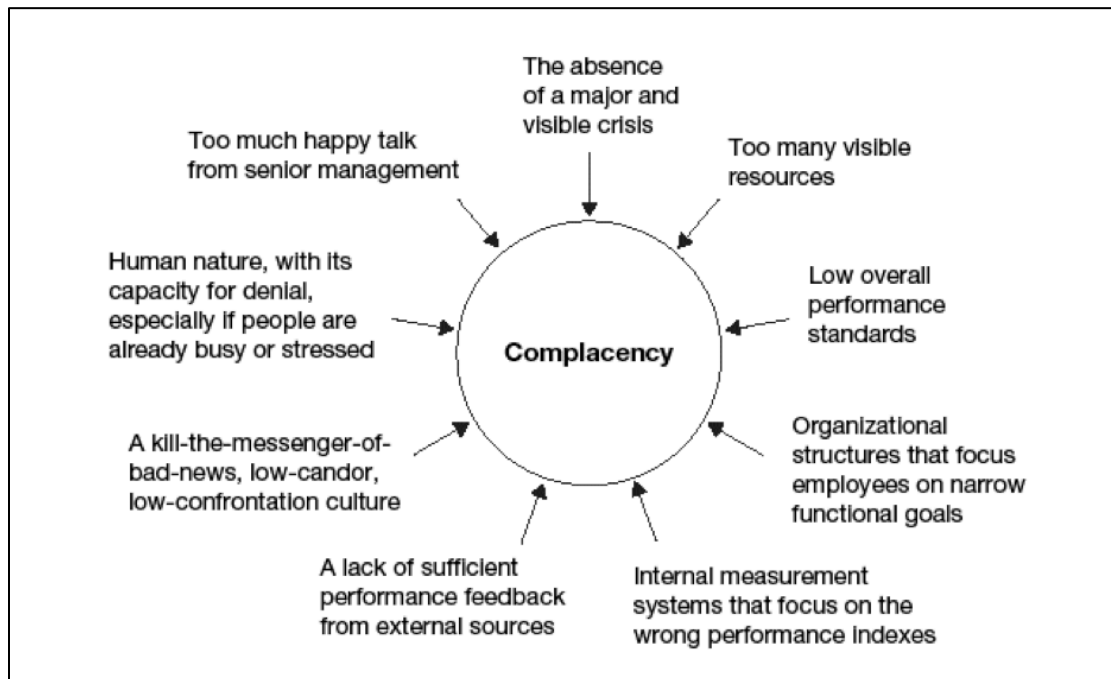 The absence
of a major and
visible crisis
Too many visible
resources
Low overall
performance
standards
Organizational
structures that focus
employees on narrow
functional goals
Internal measurement
systems that focus on the
wrong performance indexes
A lack of sufficient
performance feedback
from external sources
A kill-the-messenger-of-
bad-news, low-candor,
low-confrontation culture
Human nature, with its
capacity for denial,
especially if people are
already busy or stressed
Too much happy talk
from senior management
Complacency